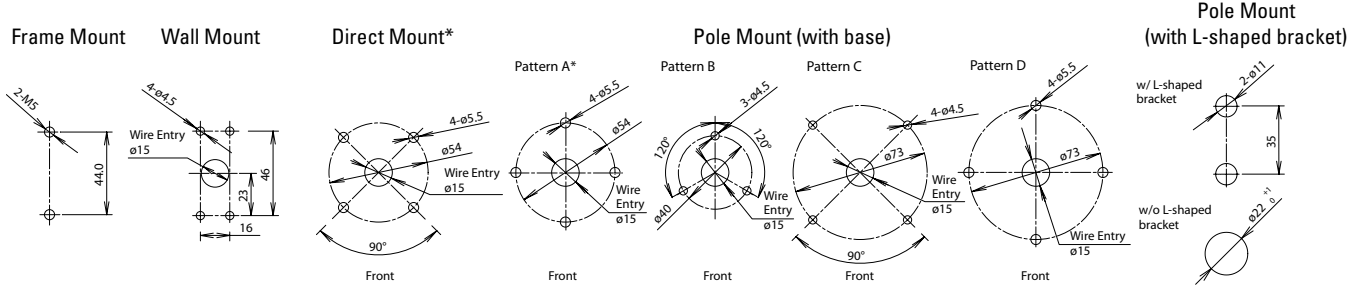 Frame Mount
2-M5
44.0
Wall Mount
4-ø4.5
Wire Entry
ø15
23
46
16
Direct Mount*
4-ø5.5
ø54
Wire Entry
ø15
90°
Front
Pole Mount (with base)
Pattern A*
4-ø5.5
ø54
Wire
Entry
ø15
Front
Pattern B
3-ø4.5
120°
120°
ø40
Wire
Entry
ø15
Front
Pattern C
4-ø4.5
ø73
Wire
Entry
ø15
90°
Front
Pattern D
4-ø5.5
ø73
Wire Entry
ø15
Front
Pole Mount
(with L-shaped bracket)
w/ L-shaped
bracket
2-ø11
35
w/o L-shaped
bracket
ø22 +1 0